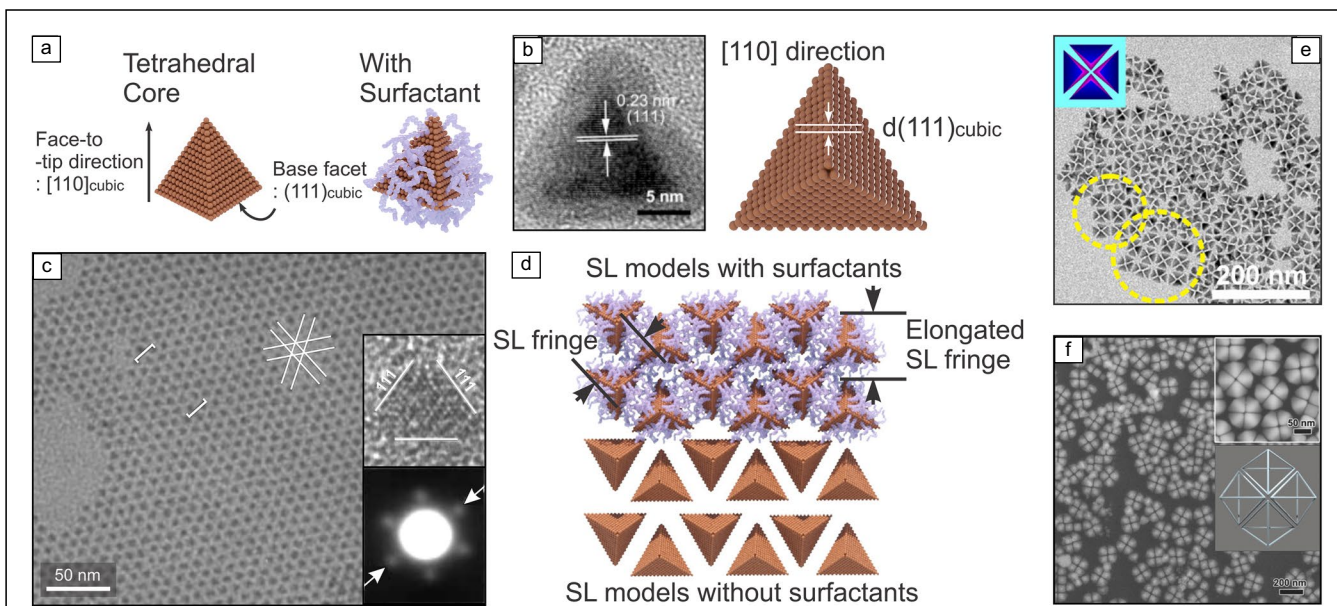 a
Tetrahedral
Core
With
Surfactant
Face-to
-tip direction
: [110]cubic
Base facet
: (111)cubic
b
0.23 nm
(111)
5 nm
[110] direction
d(111)cubic
c
50 nm
111
111
d
SL models with surfactants
SL fringe
Elongated
SL fringe
SL models without surfactants
e
200 nm
f
50 nm
200 nm